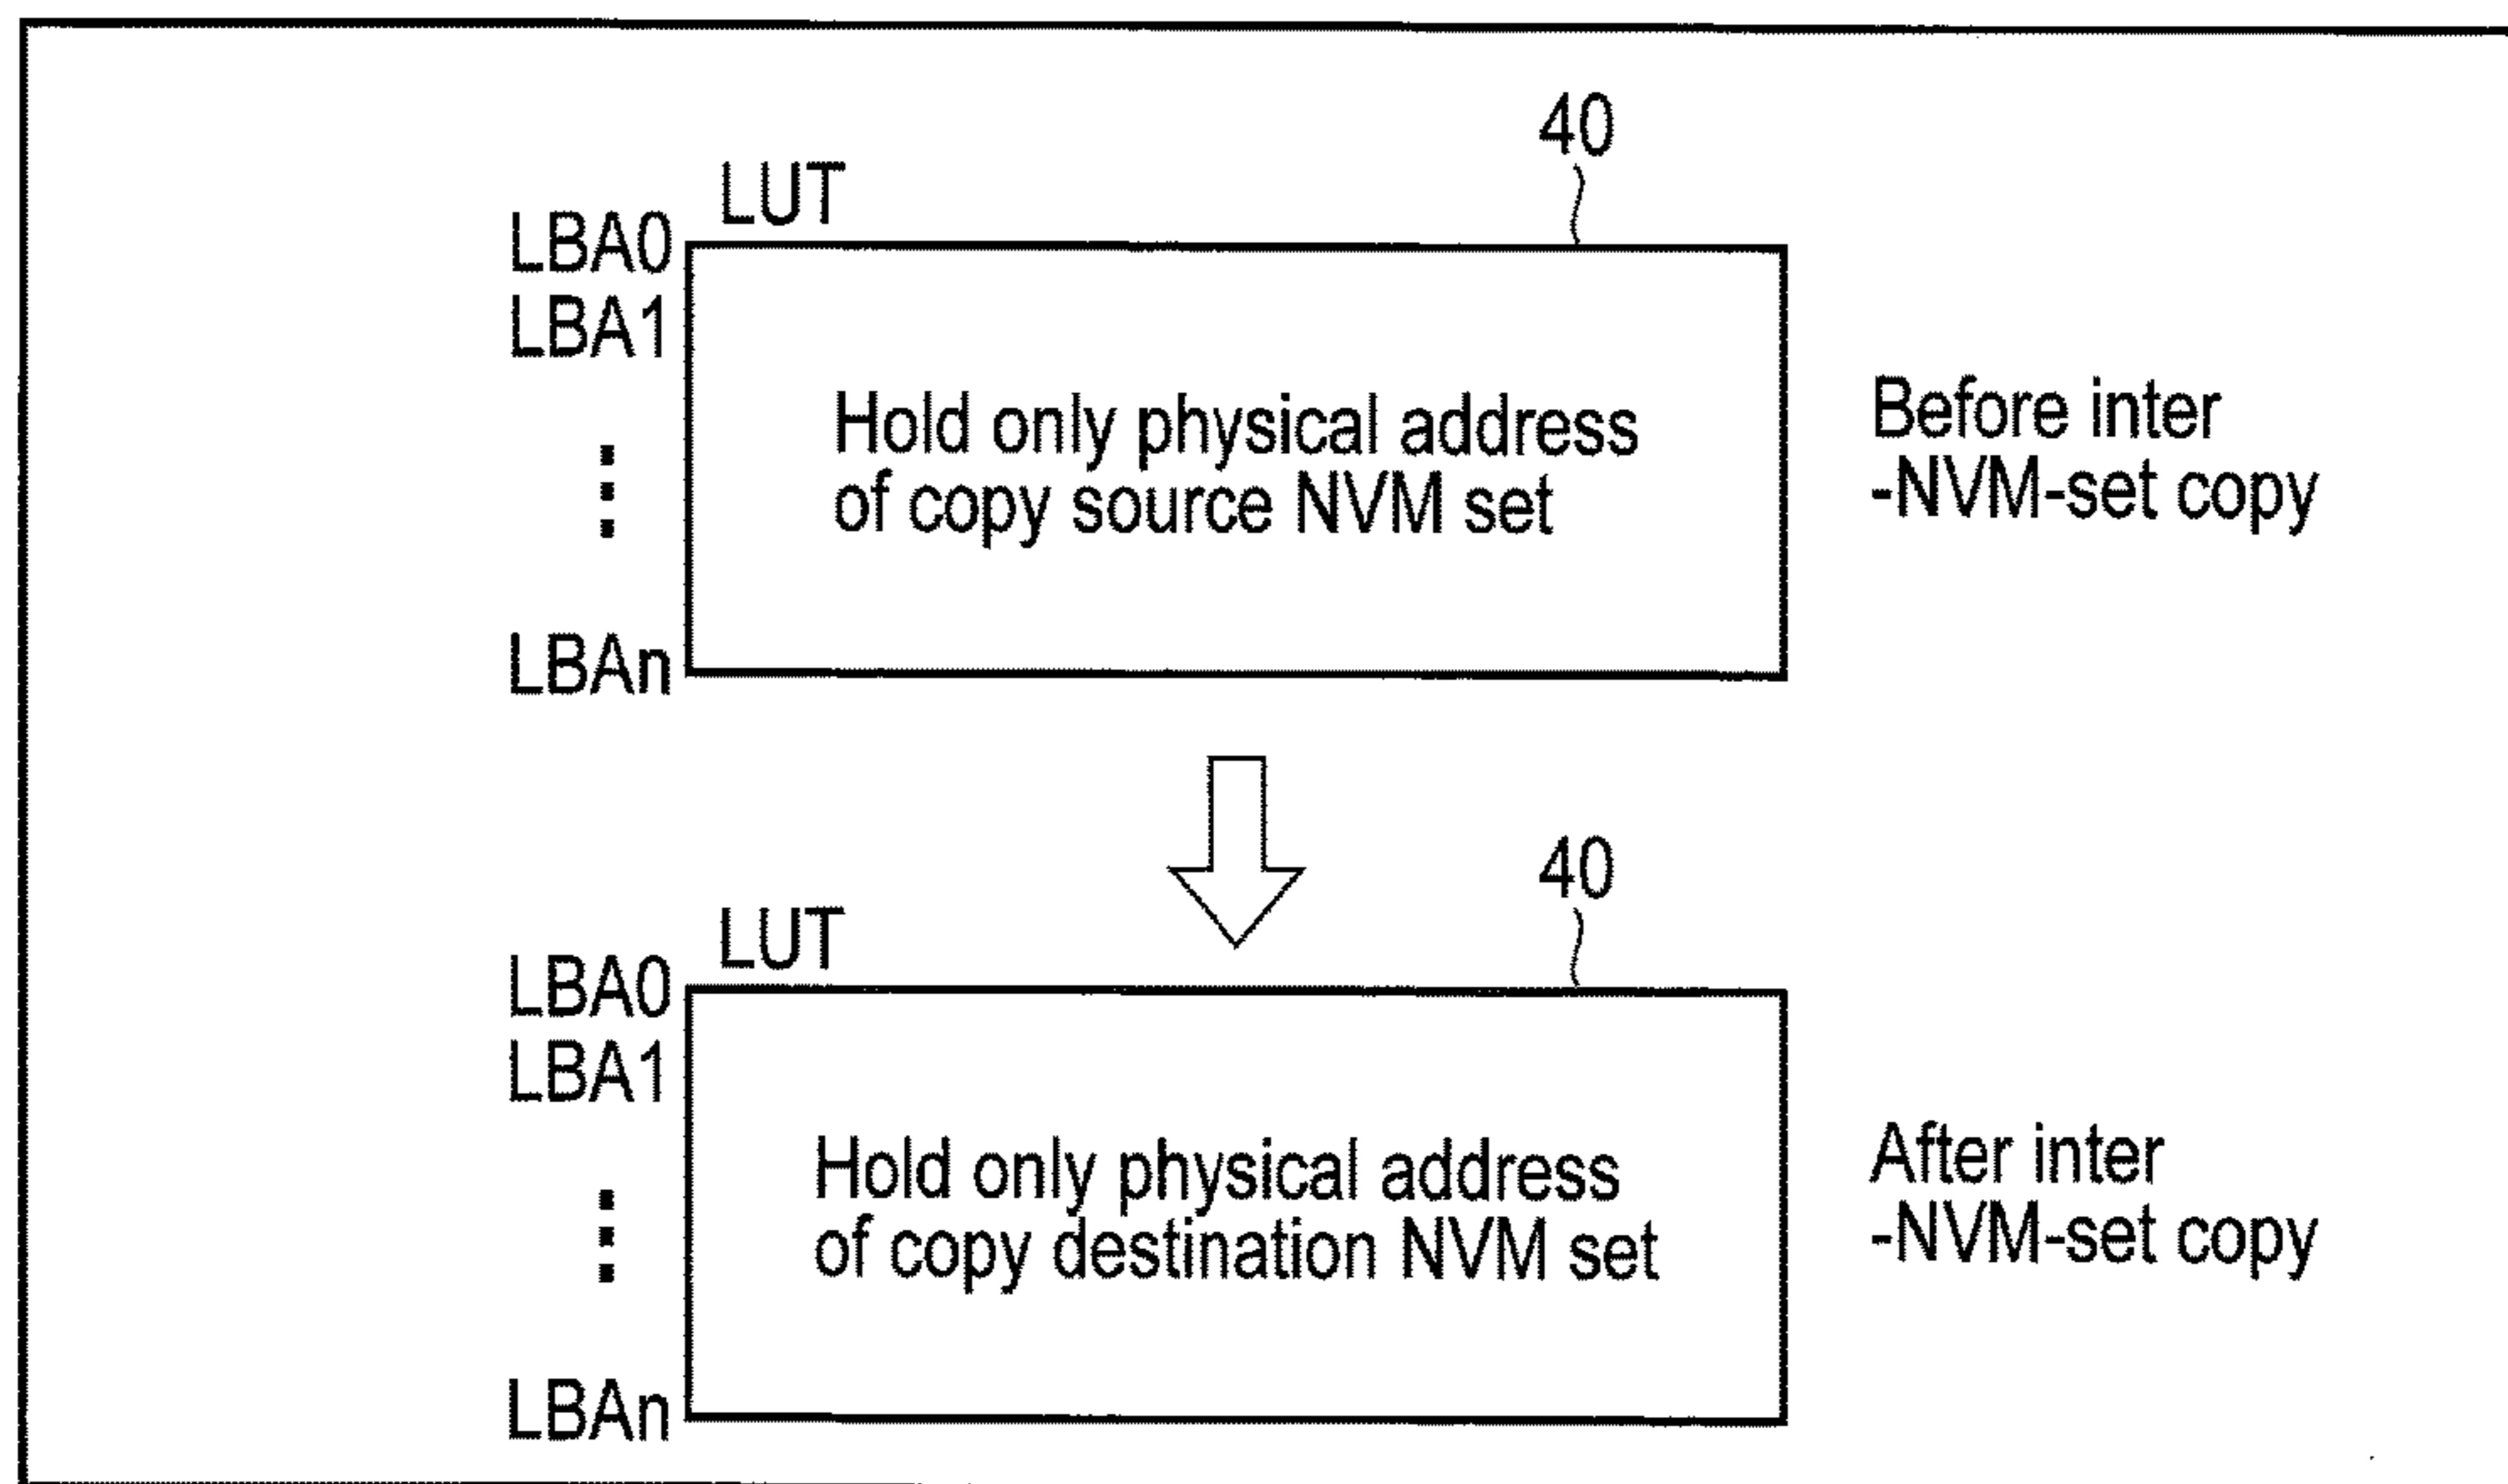 40
LUT
LBA0
LBA1
Hold only physical address
of copy source NVM set
Before inter
-NVM-set copy
LBAn
40
LUT
LBA0
LBA1
Hold only physical address
of copy destination NVM set
After inter
-NVM-set copy
LBAn